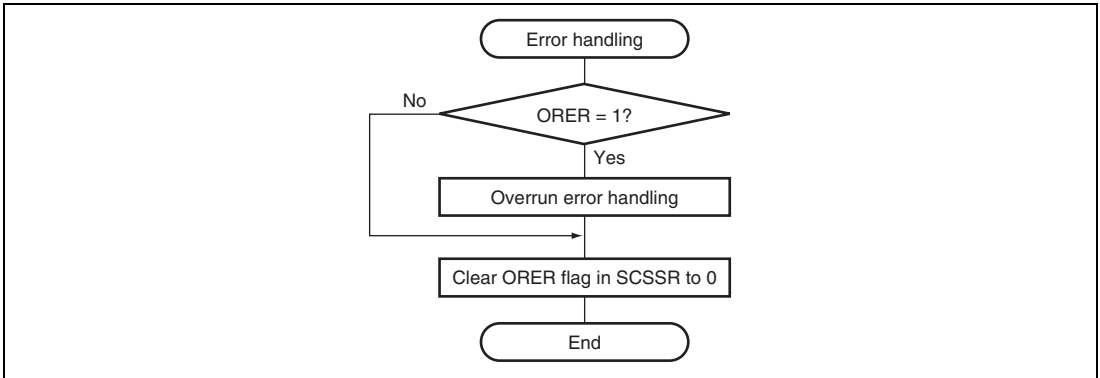 Error handling
No
ORER = 1?
Yes
Overrun error handling
Clear ORER flag in SCSSR to 0
End